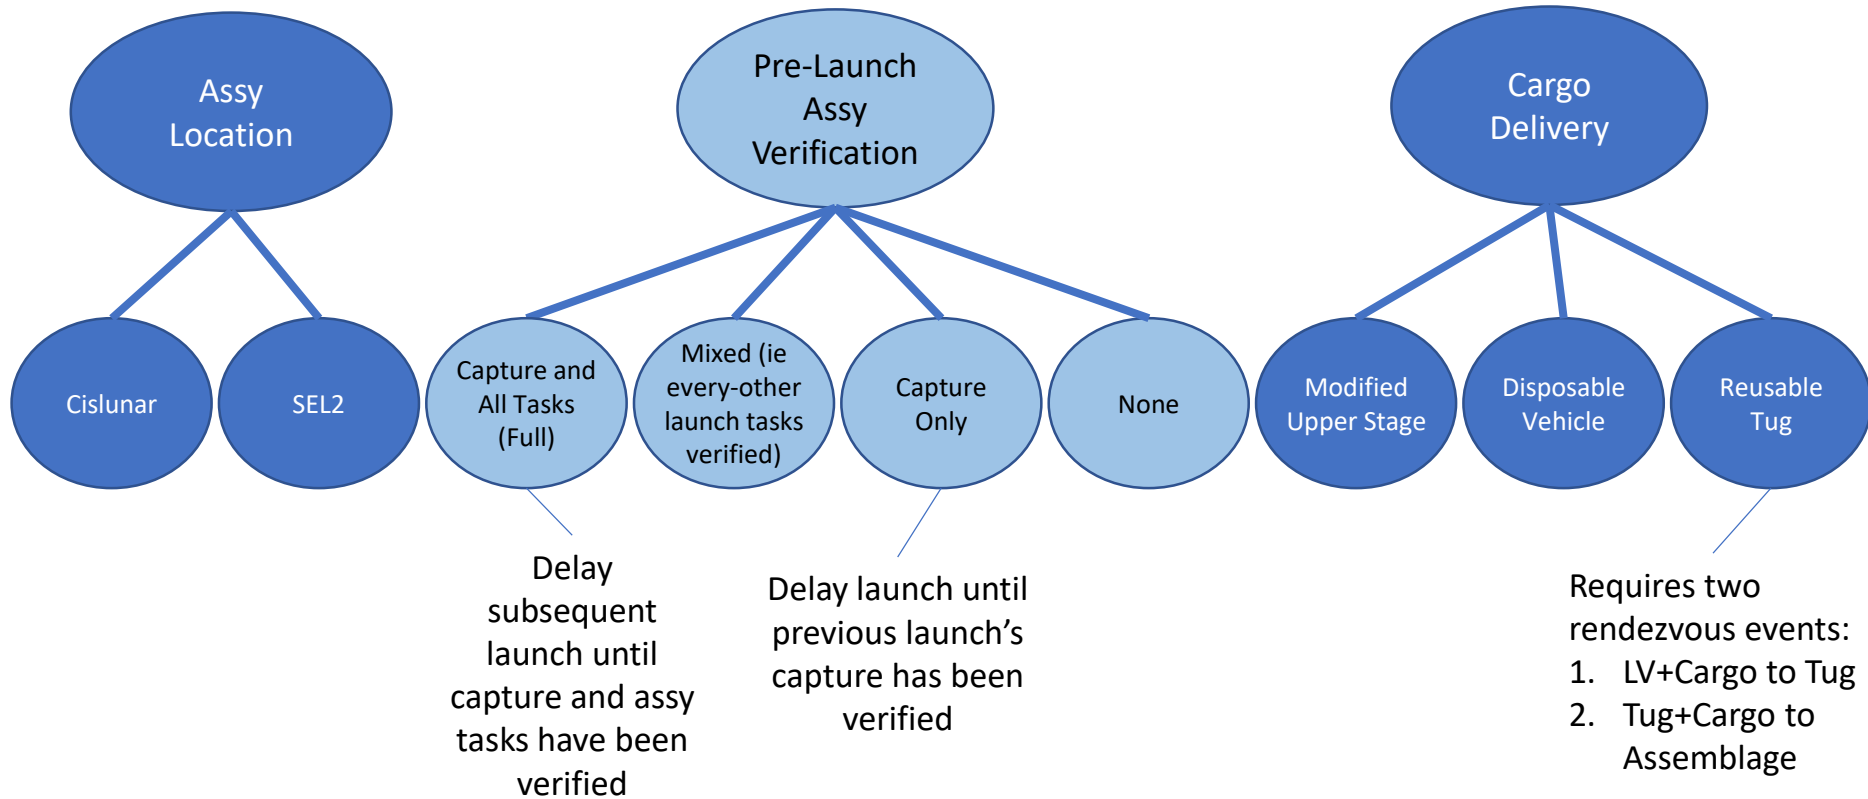 Assy
Location
Pre-Launch
Assy
Verification
Cargo
Delivery
Cislunar
SEL2
Capture and
All Tasks
(Full)
Mixed (ie
every-other
launch tasks
verified)
Capture
Only
None
Modified
Upper Stage
Disposable
Vehicle
Reusable
Tug
Delay
subsequent
launch until
capture and assy
tasks have been
verified
Delay launch until
previous launch’s
capture has been
verified
Requires two
rendezvous events:
1. LV+Cargo to Tug
2. Tug+Cargo to
Assemblage